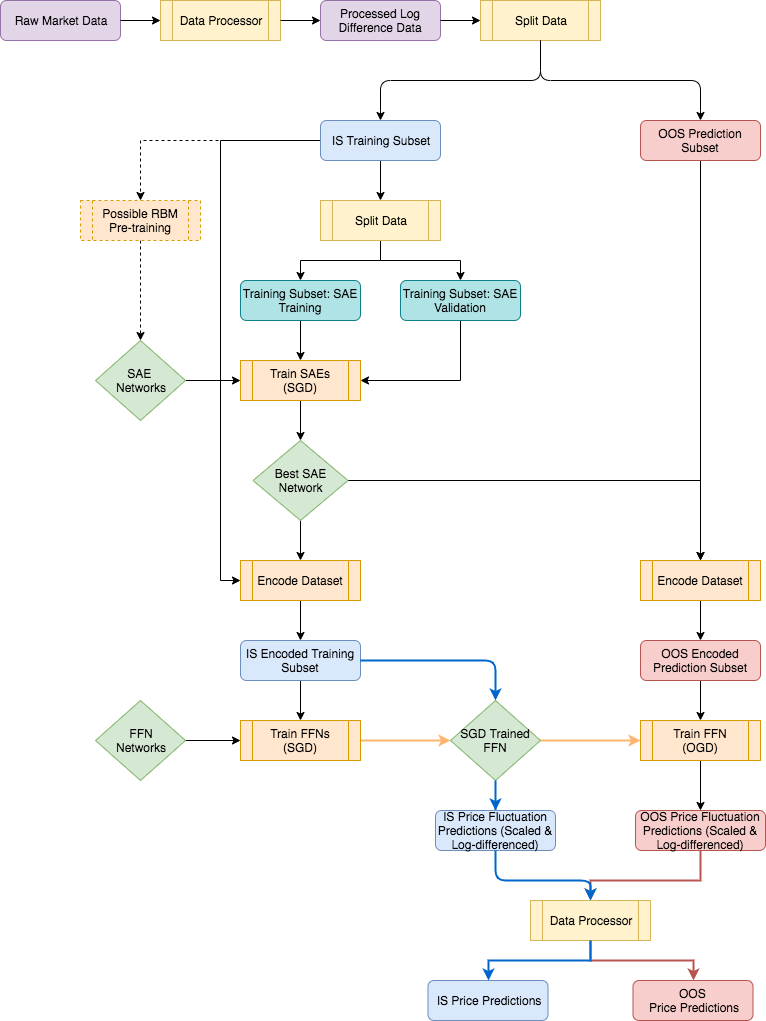 Raw Market Data
Data Processor
Processed Log
Difference Data
Split Data
IS Training Subset
OOS Prediction
Subset
Possible RBM
Pre-training
Split Data
Training Subset: SAE
Training
Training Subset: SAE
Validation
SAE
Networks
Train SAEs
(SGD)
Best SAE
Network
Encode Dataset
Encode Dataset
IS Encoded Training
Subset
OOS Encoded
Prediction Subset
FFN
Networks
Train FFNs
(SGD)
SGD Trained
FFN
Train FFN
(OGD)
IS Price Fluctuation
Predictions (Scaled &
Log-differenced)
OOS Price Fluctuation
Predictions (Scaled &
Log-differenced)
Data Processor
IS Price Predictions
OOS
Price Predictions